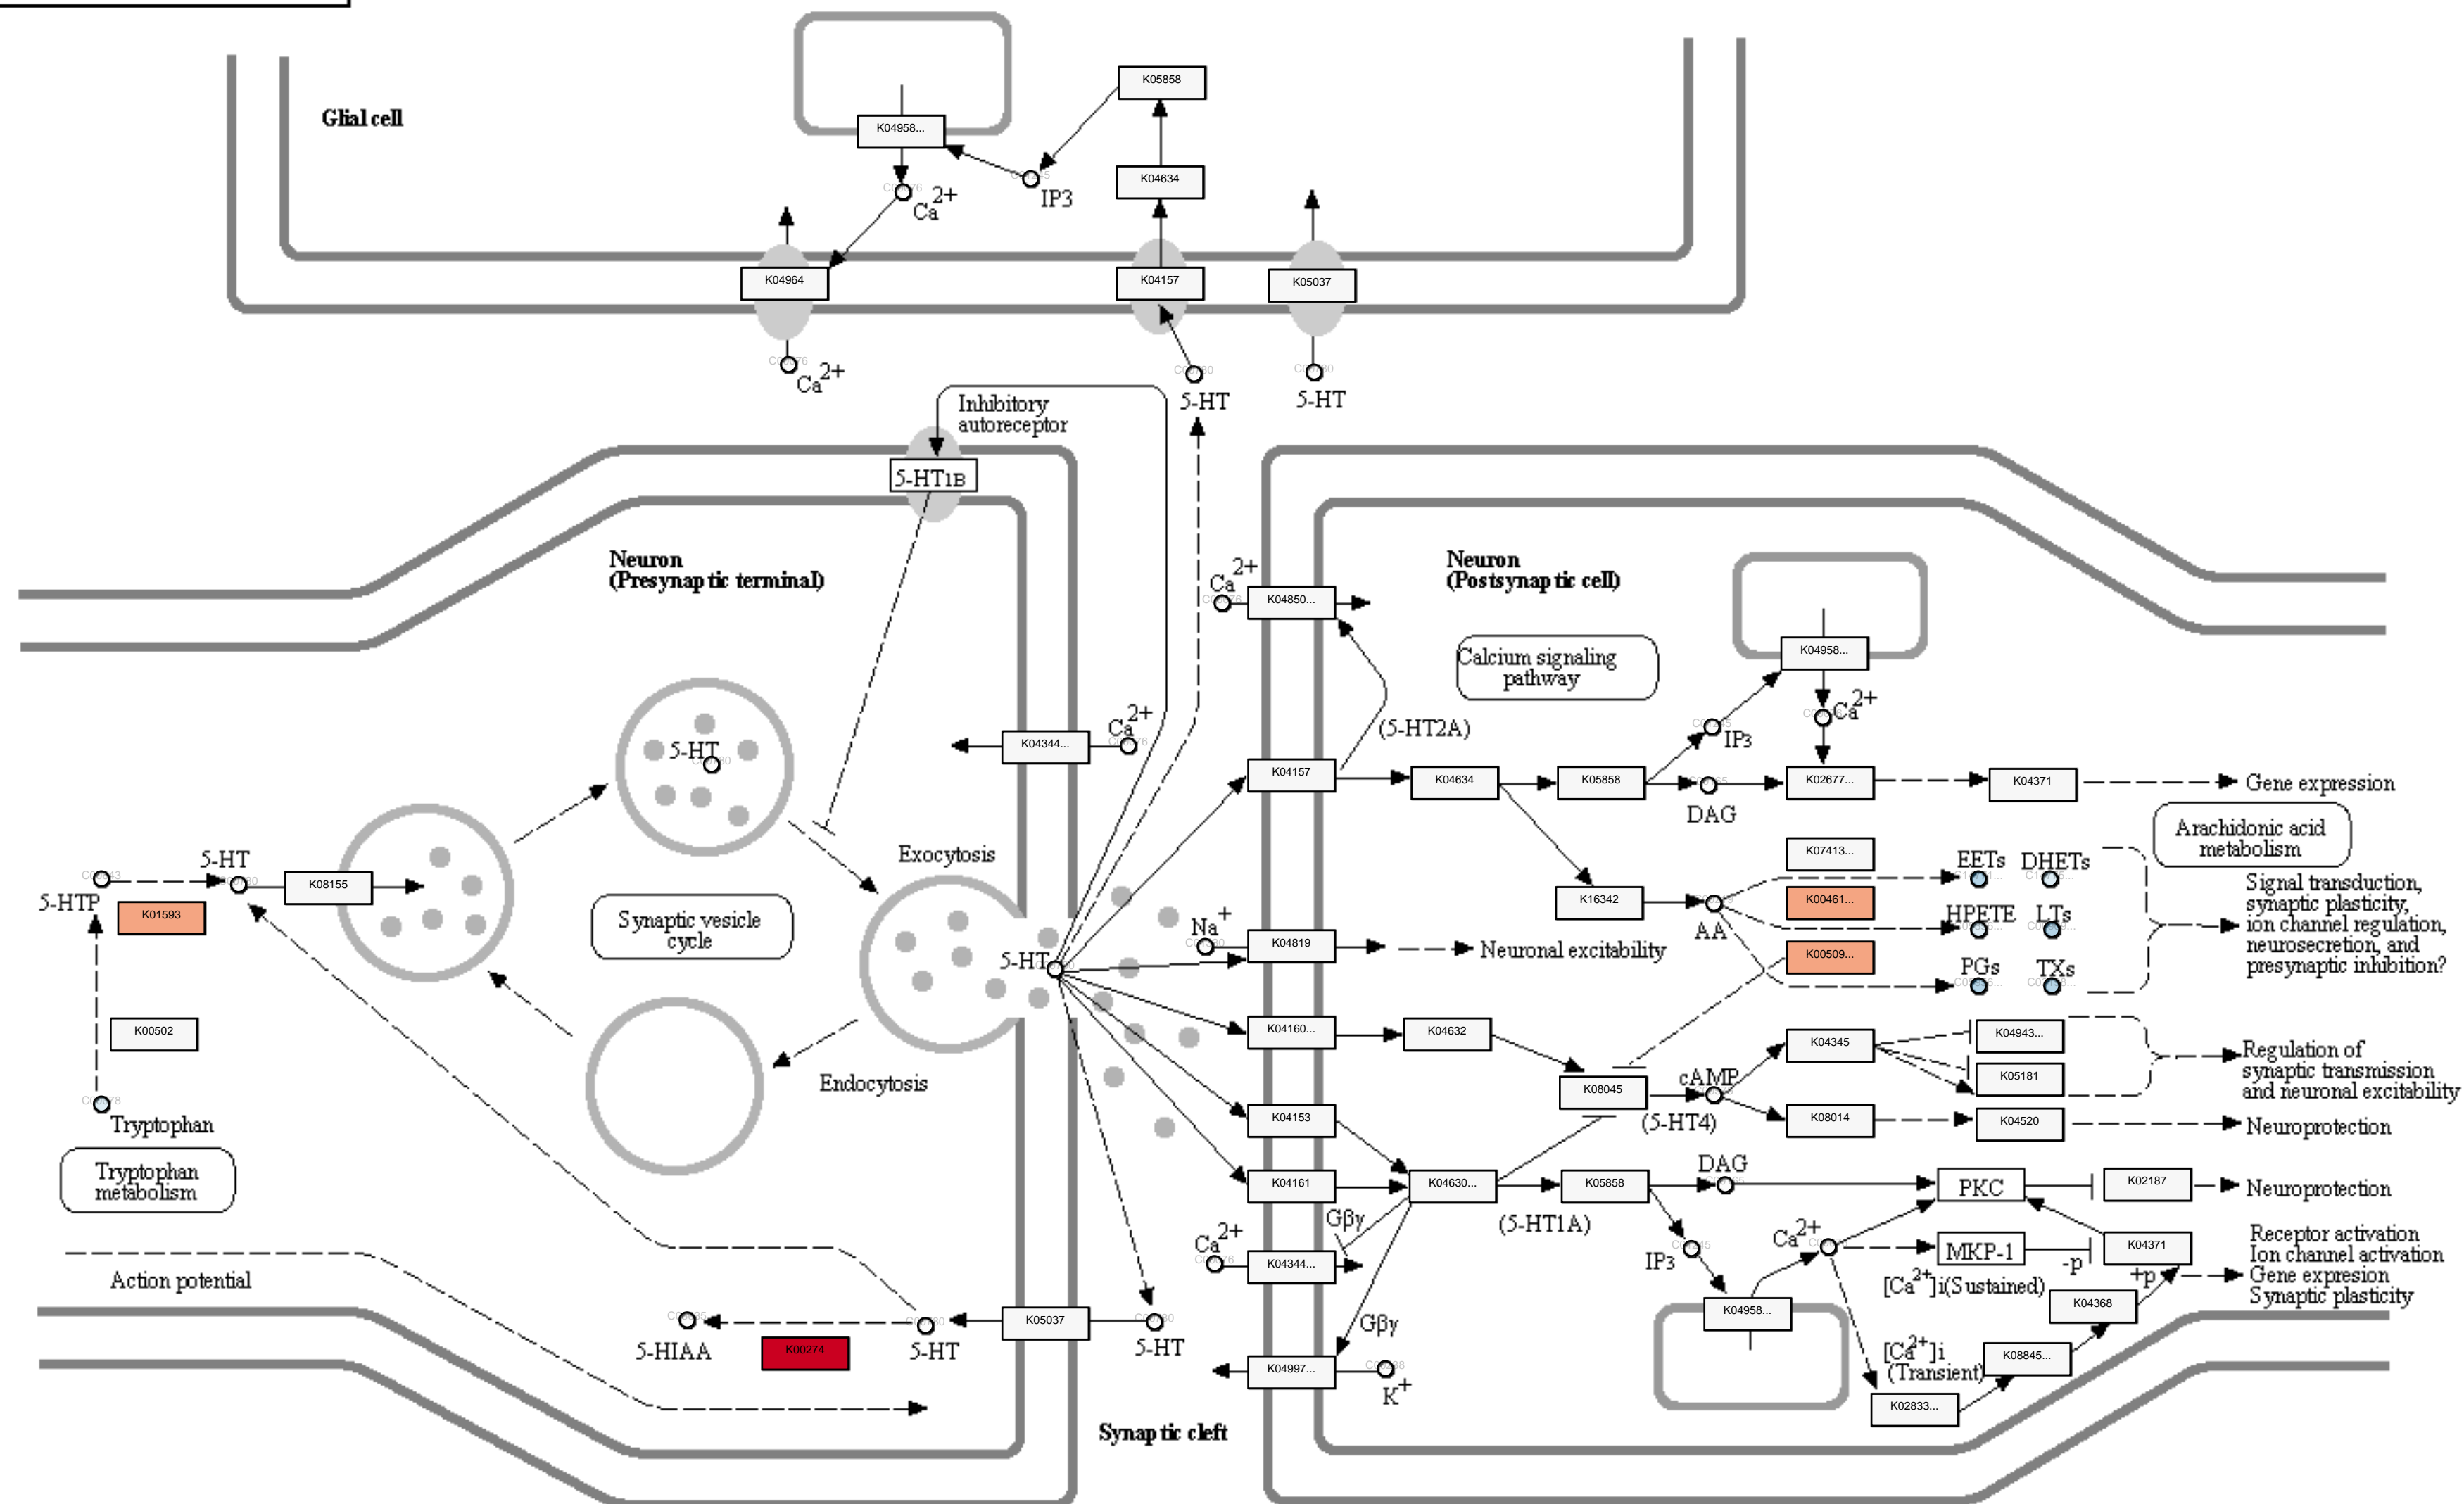 Glial cell
K05858
K04958...
K04634
Ca2+
IP3
K04964
K04157
K05037
Ca2+
5-HT
5-HT
Inhibitory
autoreceptor
5-HT1B
Neuron
(Presynaptic terminal)
Neuron
(Postsynaptic cell)
Ca2+
K04850...
Calcium signaling
pathway
K04958...
(5-HT2A)
Ca2+
5-HT
K04344...
Ca2+
IP3
K04157
K04634
K05858
DAG
K02677...
K04371
Gene expression
Arachidonic acid
metabolism
K07413...
EETs
DHETs
Exocytosis
5-HT
K08155
5-HTP
K01593
Synaptic vesicle
cycle
K16342
AA
K00461...
HPETE
LTs
Signal transduction,
synaptic plasticity,
ion channel regulation,
neurosecretion, and
presynaptic inhibition?
Na+
K04819
Neuronal excitability
K00509...
PGs
TXs
5-HT
K00502
K04160...
K04632
K04345
K04943...
Regulation of
synaptic transmission
and neuronal excitability
Endocytosis
K08045
cAMP
K05181
(5-HT4)
K08014
K04520
Neuroprotection
Tryptophan
K04153
Tryptophan
metabolism
K04161
K04630...
K05858
DAG
PKC
K02187
Neuroprotection
(5-HT1A)
Gβγ
Ca2+
K04344...
IP3
Ca2+
MKP-1
-p
K04371
Receptor activation
Ion channel activation
Gene expresion
Synaptic plasticity
Action potential
[Ca2+]i(Sustained)
+p
K04368
K04958...
5-HIAA
K00274
5-HT
K05037
5-HT
Gβγ
[Ca2+]i
(Transient)
K08845...
K04997...
K+
K02833...
Synaptic cleft